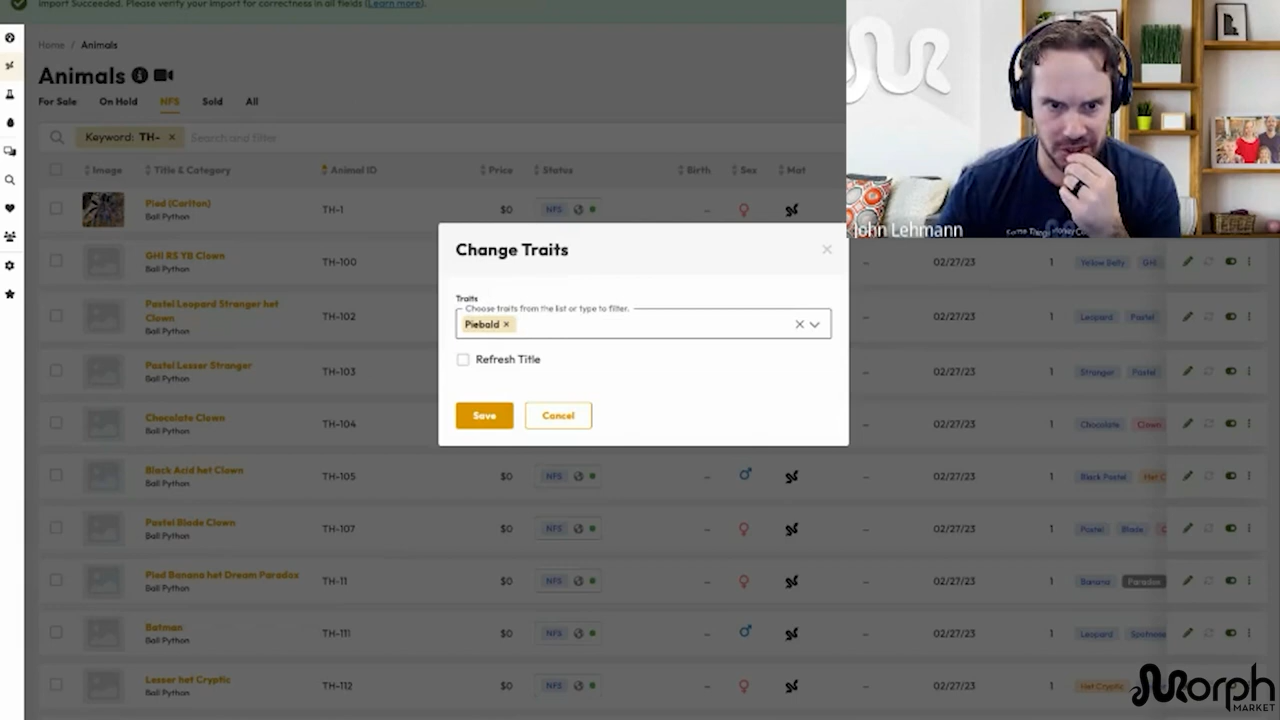 Import Succeeded. Please verify your import for correctness in all fields (Learn more).
Home / Animals
Animals
For Sale On Hold NFS Sold All
Keyword: TH- × Search and filter
Image Title & Category Animal ID Price Status Birth Sex Mat
Pied (Carlton)
Ball Python
TH-1 $0 NFS –
GHI RS YB Clown
Ball Python
TH-100 – 02/27/23 1 Yellow Belly GHI
Pastel Leopard Stranger het
Clown
Ball Python
TH-102 – 02/27/23 1 Leopard Pastel
Pastel Lesser Stranger
Ball Python
TH-103 – 02/27/23 1 Stranger Pastel
Chocolate Clown
Ball Python
TH-104 – 02/27/23 1 Chocolate Clown
Black Acid het Clown
Ball Python
TH-105 $0 NFS – – 02/27/23 1 Black Pastel Het C
Pastel Blade Clown
Ball Python
TH-107 $0 NFS – – 02/27/23 1 Pastel Blade C
Pied Banana het Dream Paradox
Ball Python
TH-11 $0 NFS – – 02/27/23 1 Banana Paradox
Batman
Ball Python
TH-111 $0 NFS – – 02/27/23 1 Leopard Spotnose
Lesser het Cryptic
Ball Python
TH-112 $0 NFS – – 02/27/23 1 Het Cryptic
Change Traits ×
Traits
Choose traits from the list or type to filter.
Piebald ×
Refresh Title
Save Cancel
John Lehmann
Morph
MARKET